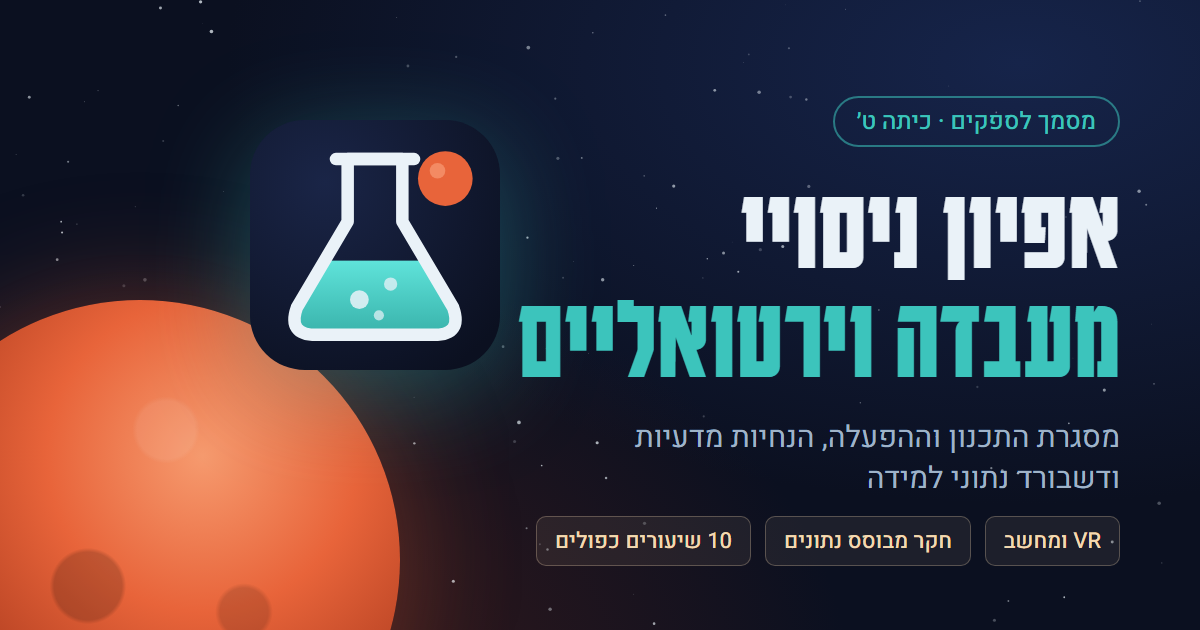 מסמך לספקים · כיתה ט׳
אפיון ניסויי
מעבדה וירטואליים
מסגרת התכנון וההפעלה, הנחיות מדעיות
ודשבורד נתוני למידה
VR ומחשב
חקר מבוסס נתונים
10 שיעורים כפולים